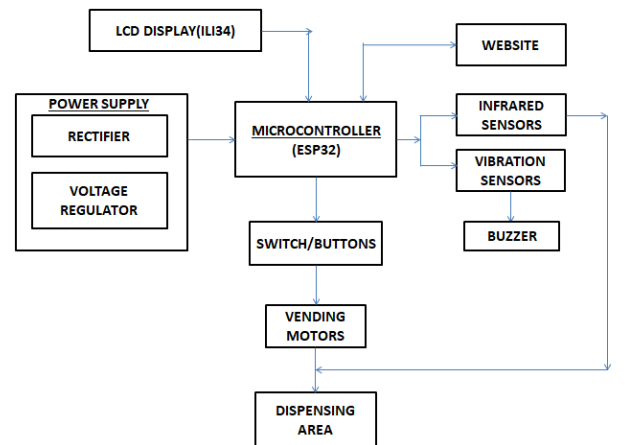 LCD DISPLAY(ILI34)
WEBSITE
POWER SUPPLY
RECTIFIER
VOLTAGE
REGULATOR
MICROCONTROLLER
(ESP32)
INFRARED
SENSORS
VIBRATION
SENSORS
BUZZER
SWITCH/BUTTONS
VENDING
MOTORS
DISPENSING
AREA